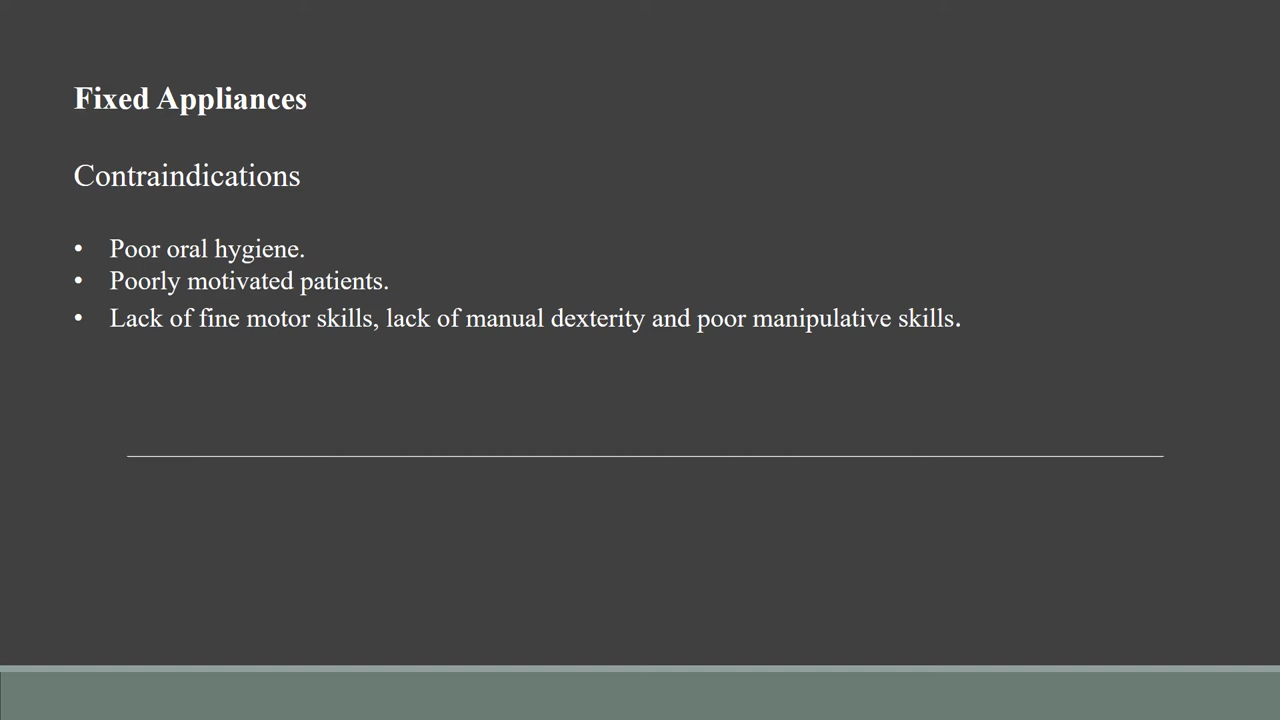 Fixed Appliances
Contraindications
• Poor oral hygiene.
• Poorly motivated patients.
• Lack of fine motor skills, lack of manual dexterity and poor manipulative skills.